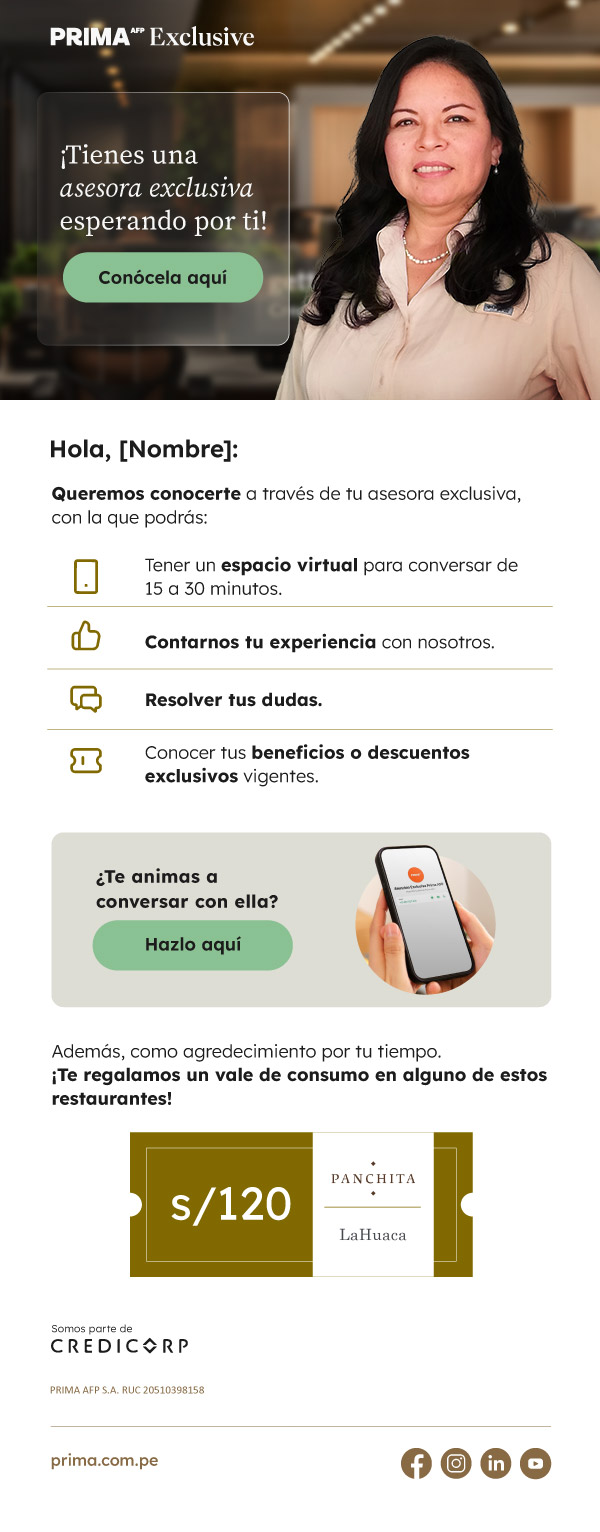 PRIMA AFP Exclusive
¡Tienes una
asesora exclusiva
esperando por ti!
Conócela aquí
Hola, [Nombre]:
Queremos conocerte a través de tu asesora exclusiva,
con la que podrás:
Tener un espacio virtual para conversar de
15 a 30 minutos.
Contarnos tu experiencia con nosotros.
Resolver tus dudas.
Conocer tus beneficios o descuentos
exclusivos vigentes.
¿Te animas a
conversar con ella?
Hazlo aquí
Además, como agredecimiento por tu tiempo.
¡Te regalamos un vale de consumo en alguno de estos
restaurantes!
s/120
PANCHITA
LaHuaca
Somos parte de
CREDICORP
PRIMA AFP S.A. RUC 20510398158
prima.com.pe